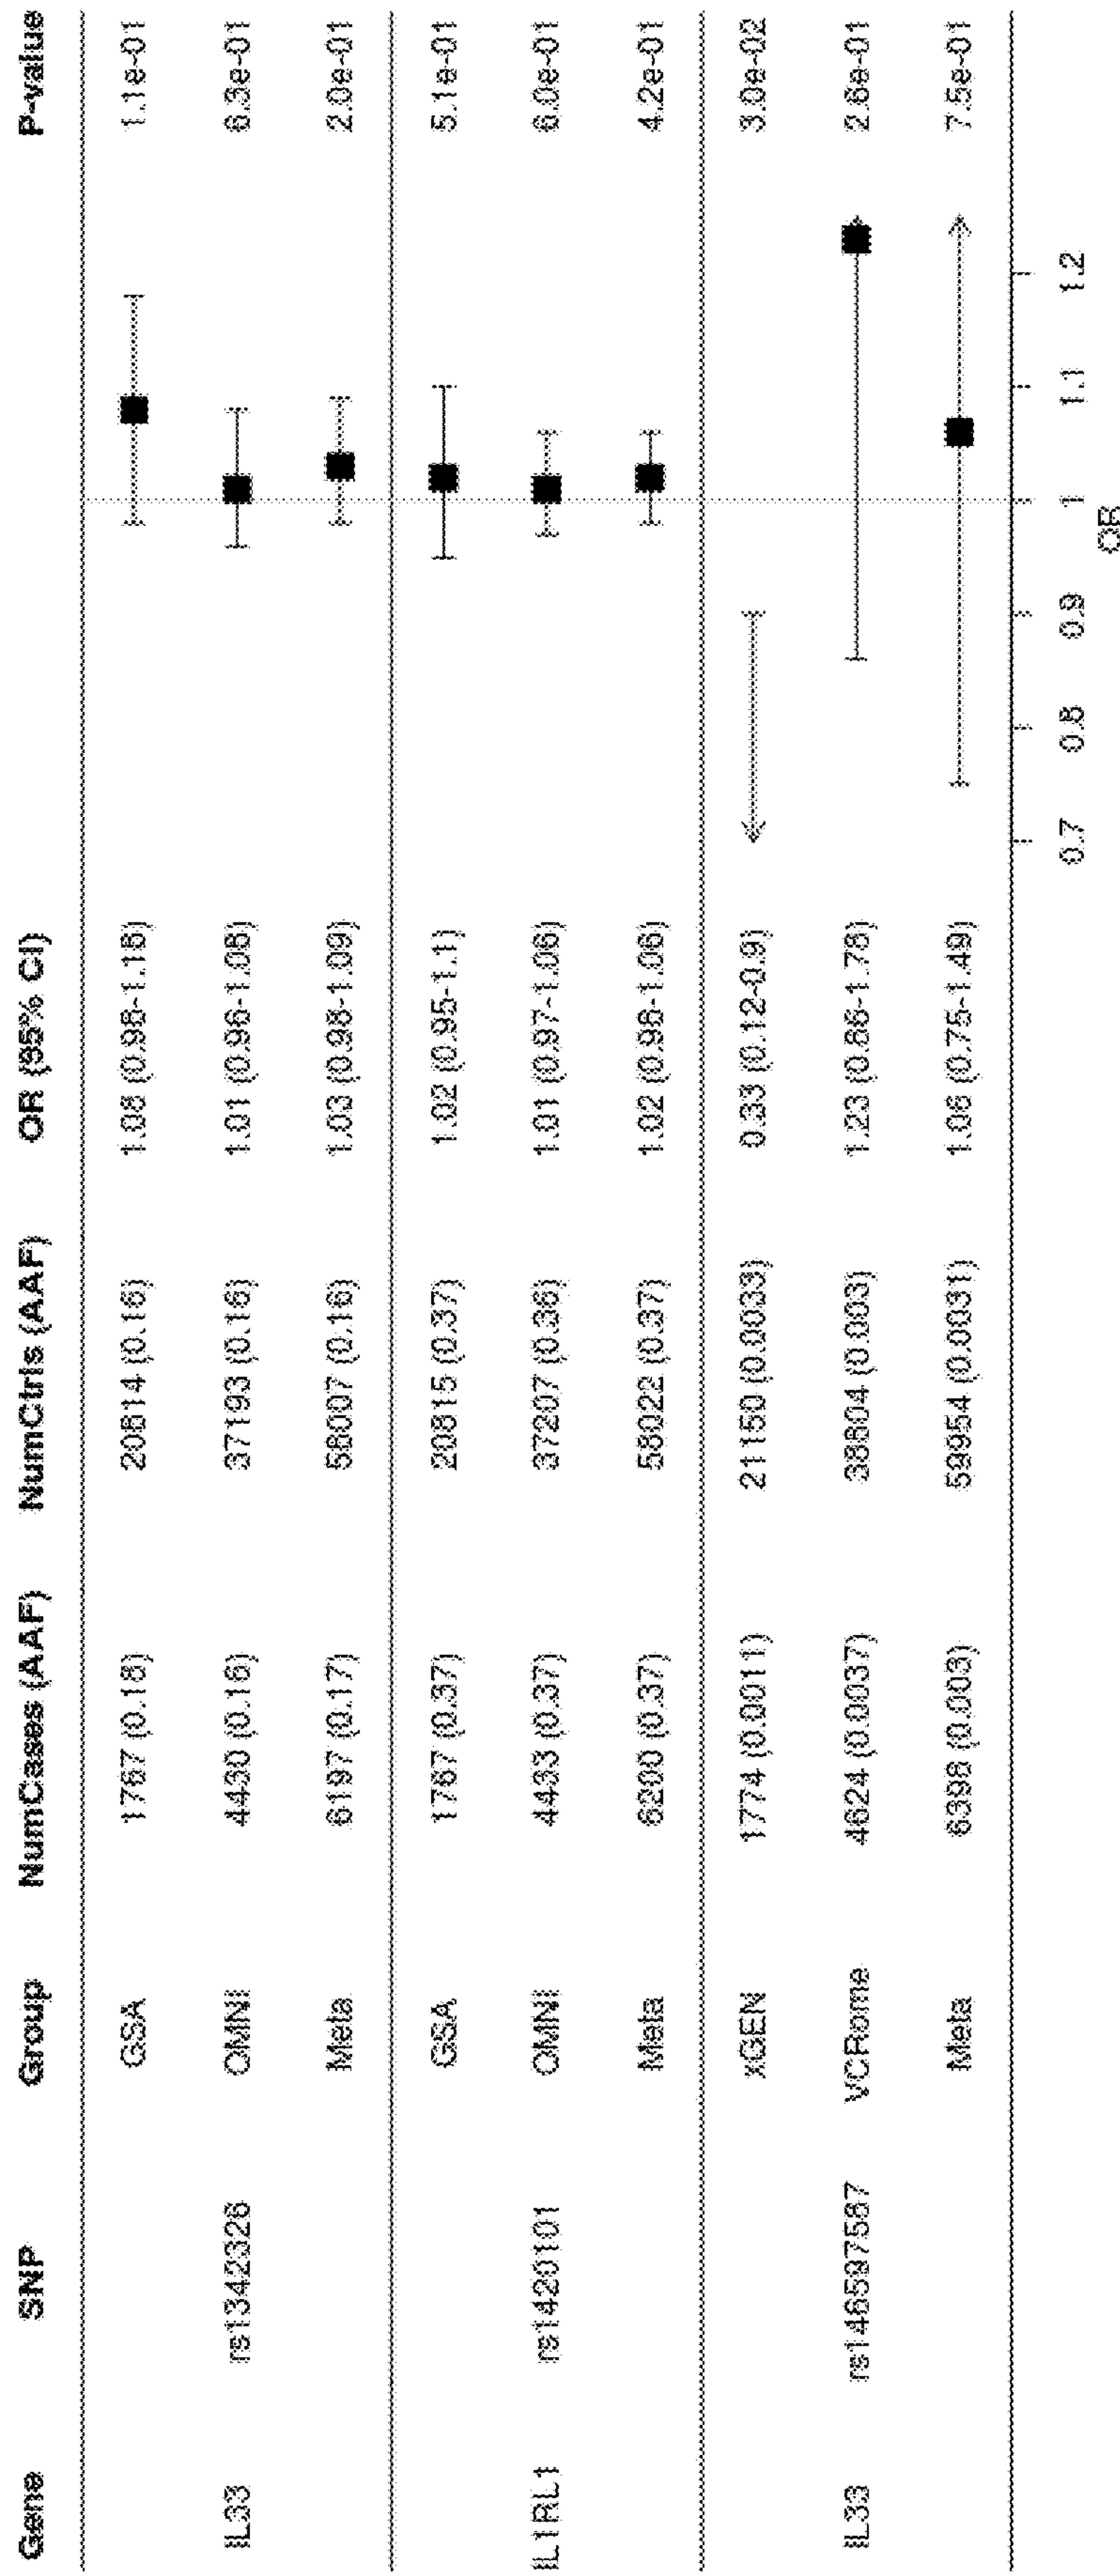 Gene SNP Group NumCases (AAF) NumCtrls (AAF) OR (95% CI) P-value
GSA 1767 (0.18) 20814 (0.16) 1.08 (0.98-1.18) 1.1e-01
IL33 rs1342326 OMNI 4430 (0.16) 37193 (0.16) 1.01 (0.96-1.08) 6.3e-01
Meta 6197 (0.17) 58007 (0.16) 1.03 (0.98-1.09) 2.0e-01
GSA 1767 (0.37) 20815 (0.37) 1.02 (0.95-1.1) 5.1e-01
IL1RL1 rs1420101 OMNI 4433 (0.37) 37207 (0.36) 1.01 (0.97-1.06) 6.0e-01
Meta 6200 (0.37) 58022 (0.37) 1.02 (0.98-1.06) 4.2e-01
xGEN 1774 (0.0011) 21150 (0.0033) 0.33 (0.12-0.9) 3.0e-02
IL33 rs146597587 VCRome 4624 (0.0037) 38804 (0.003) 1.23 (0.86-1.78) 2.6e-01
Meta 6398 (0.003) 59954 (0.0031) 1.06 (0.75-1.49) 7.5e-01
0.7 0.8 0.9 1 1.1 1.2
OR